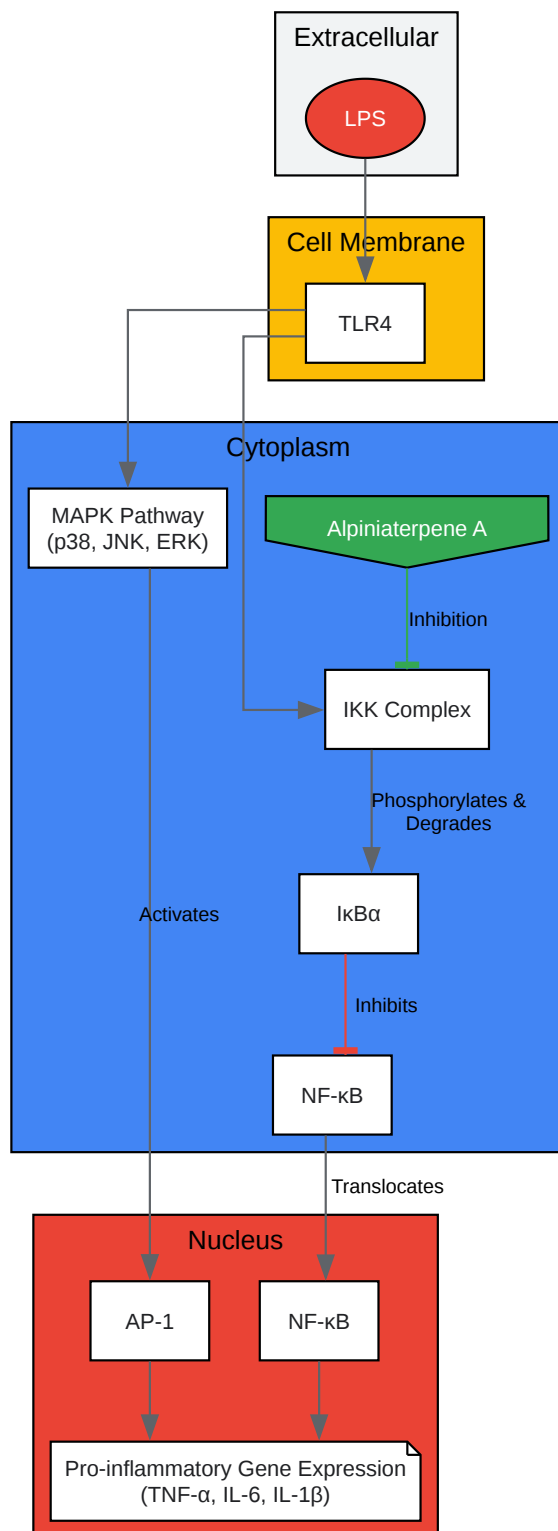 Extracellular
LPS
Cell Membrane
TLR4
Cytoplasm
MAPK Pathway
(p38, JNK, ERK)
Alpiniaterpene A
Inhibition
IKK Complex
Phosphorylates &
Degrades
IκBα
Activates
Inhibits
NF-κB
Translocates
Nucleus
AP-1
NF-κB
Pro-inflammatory Gene Expression
(TNF-α, IL-6, IL-1β)